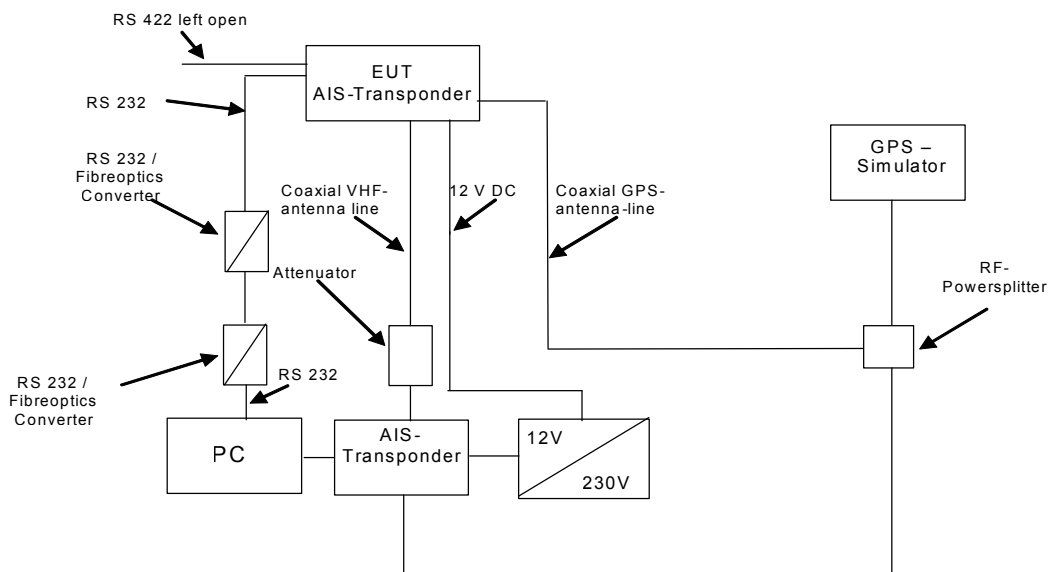 RS 422 left open
EUT
AIS-Transponder
RS 232
GPS –
Simulator
RS 232 /
Fibreoptics
Converter
Coaxial VHF-
antenna line
12 V DC
Coaxial GPS-
antenna-line
Attenuator
RF-
Powersplitter
RS 232 /
Fibreoptics
Converter
RS 232
PC
AIS-
Transponder
12V
230V